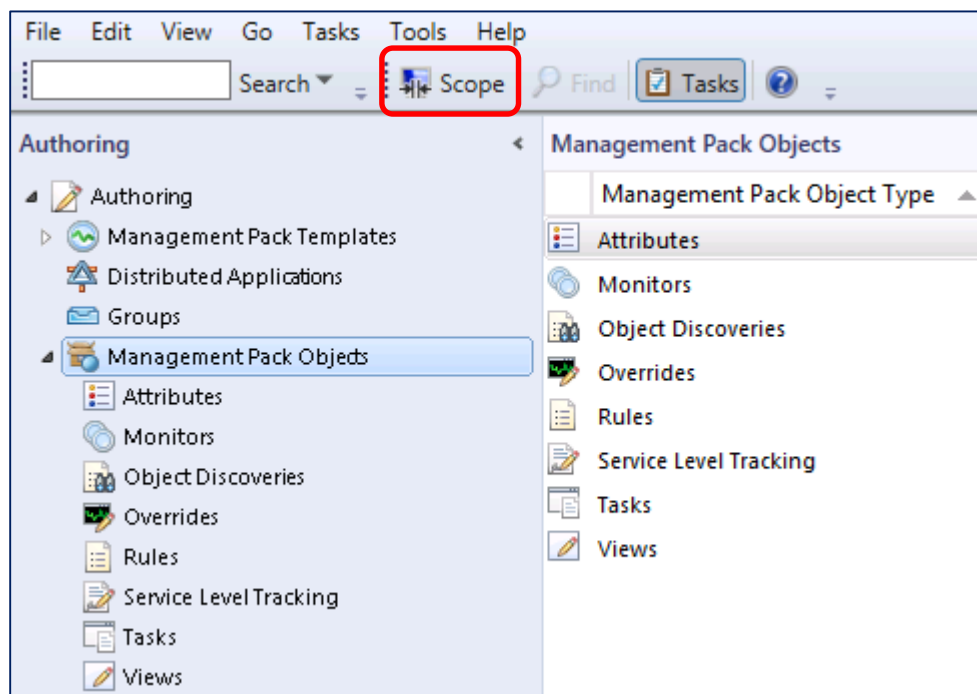 File Edit View Go Tasks Tools Help
Search Scope Find Tasks
Authoring
Authoring
Management Pack Templates
Distributed Applications
Groups
Management Pack Objects
Attributes
Monitors
Object Discoveries
Overrides
Rules
Service Level Tracking
Tasks
Views
Management Pack Objects
Management Pack Object Type
Attributes
Monitors
Object Discoveries
Overrides
Rules
Service Level Tracking
Tasks
Views